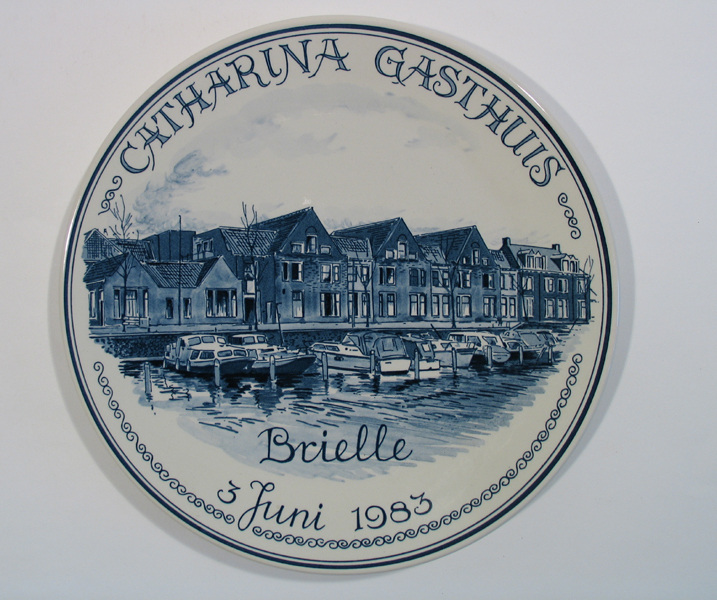 CATHARINA GASTHUIS
Brielle
3 Juni 1983